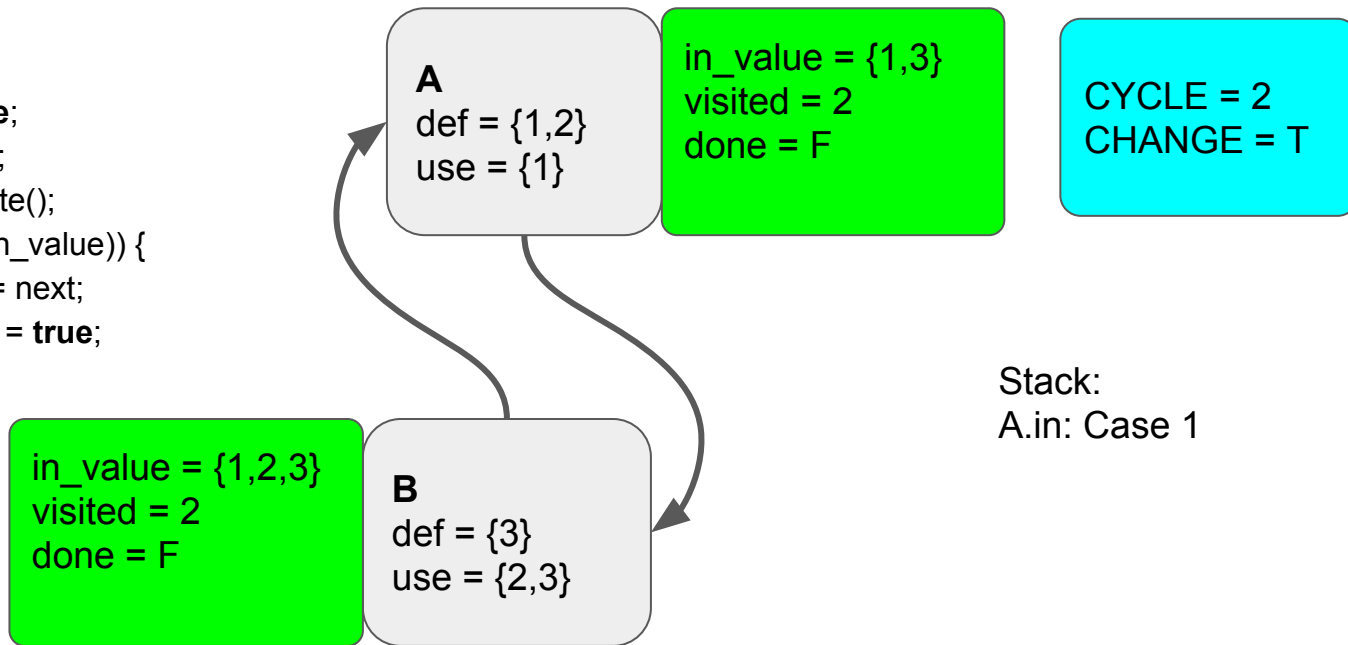 e;
;
te();
n_value)) {
= next;
= true;
A
def = {1,2}
use = {1}
in_value = {1,3}
visited = 2
done = F
CYCLE = 2
CHANGE = T
Stack:
A.in: Case 1
in_value = {1,2,3}
visited = 2
done = F
B
def = {3}
use = {2,3}